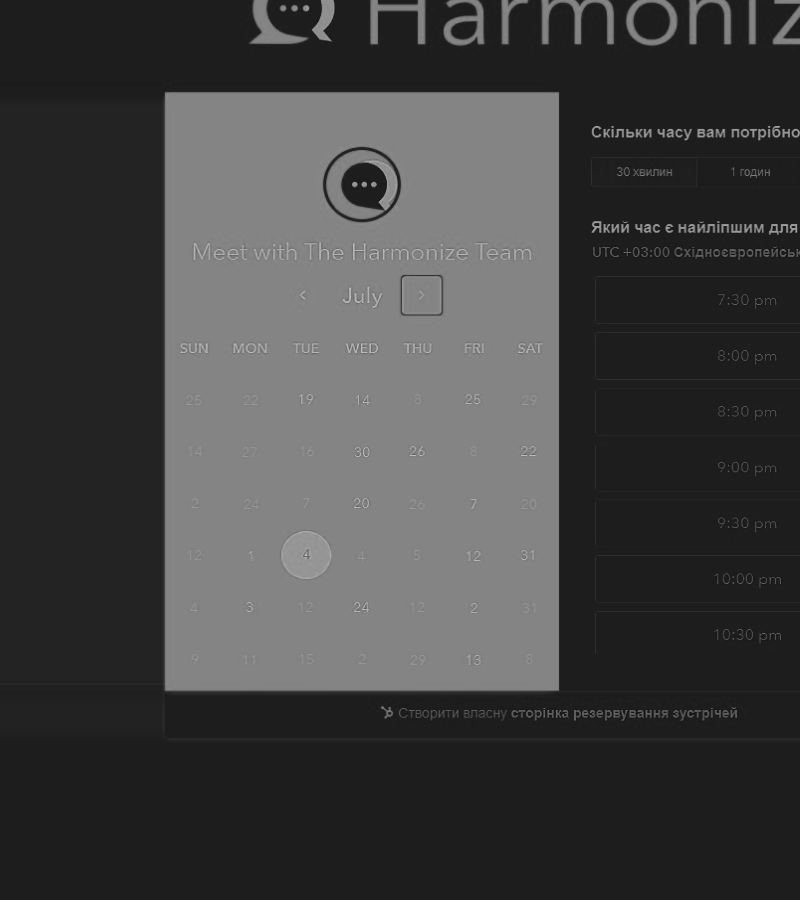 Harmoniz
Meet with The Harmonize Team
July
SUN MON TUE WED THU FRI SAT
25 22 19 14 8 25 29
14 27 16 30 26 8 22
2 24 7 20 26 7 20
12 1 4 4 5 12 31
4 3 12 24 12 2 31
9 11 15 2 29 13 8
Скільки часу вам потрібно
30 хвилин 1 годин
Який час є найліпшим для
UTC +03:00 Східноєвропейськ
7:30 pm
8:00 pm
8:30 pm
9:00 pm
9:30 pm
10:00 pm
10:30 pm
Створити власну сторінка резервування зустрічей